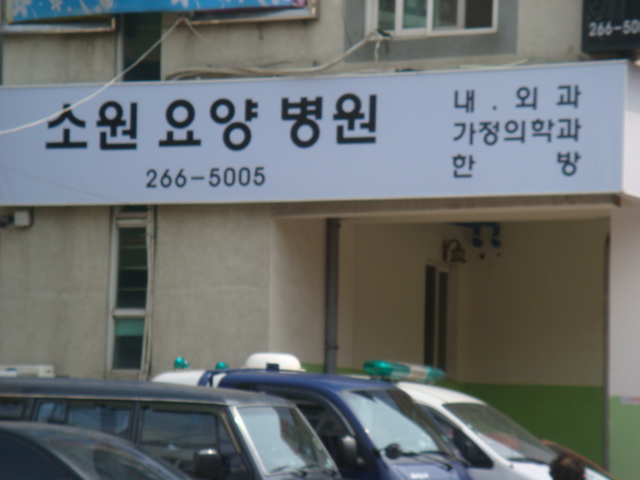 소원 요양 병원
266-5005
내 . 외 과
가정의학과
한 방